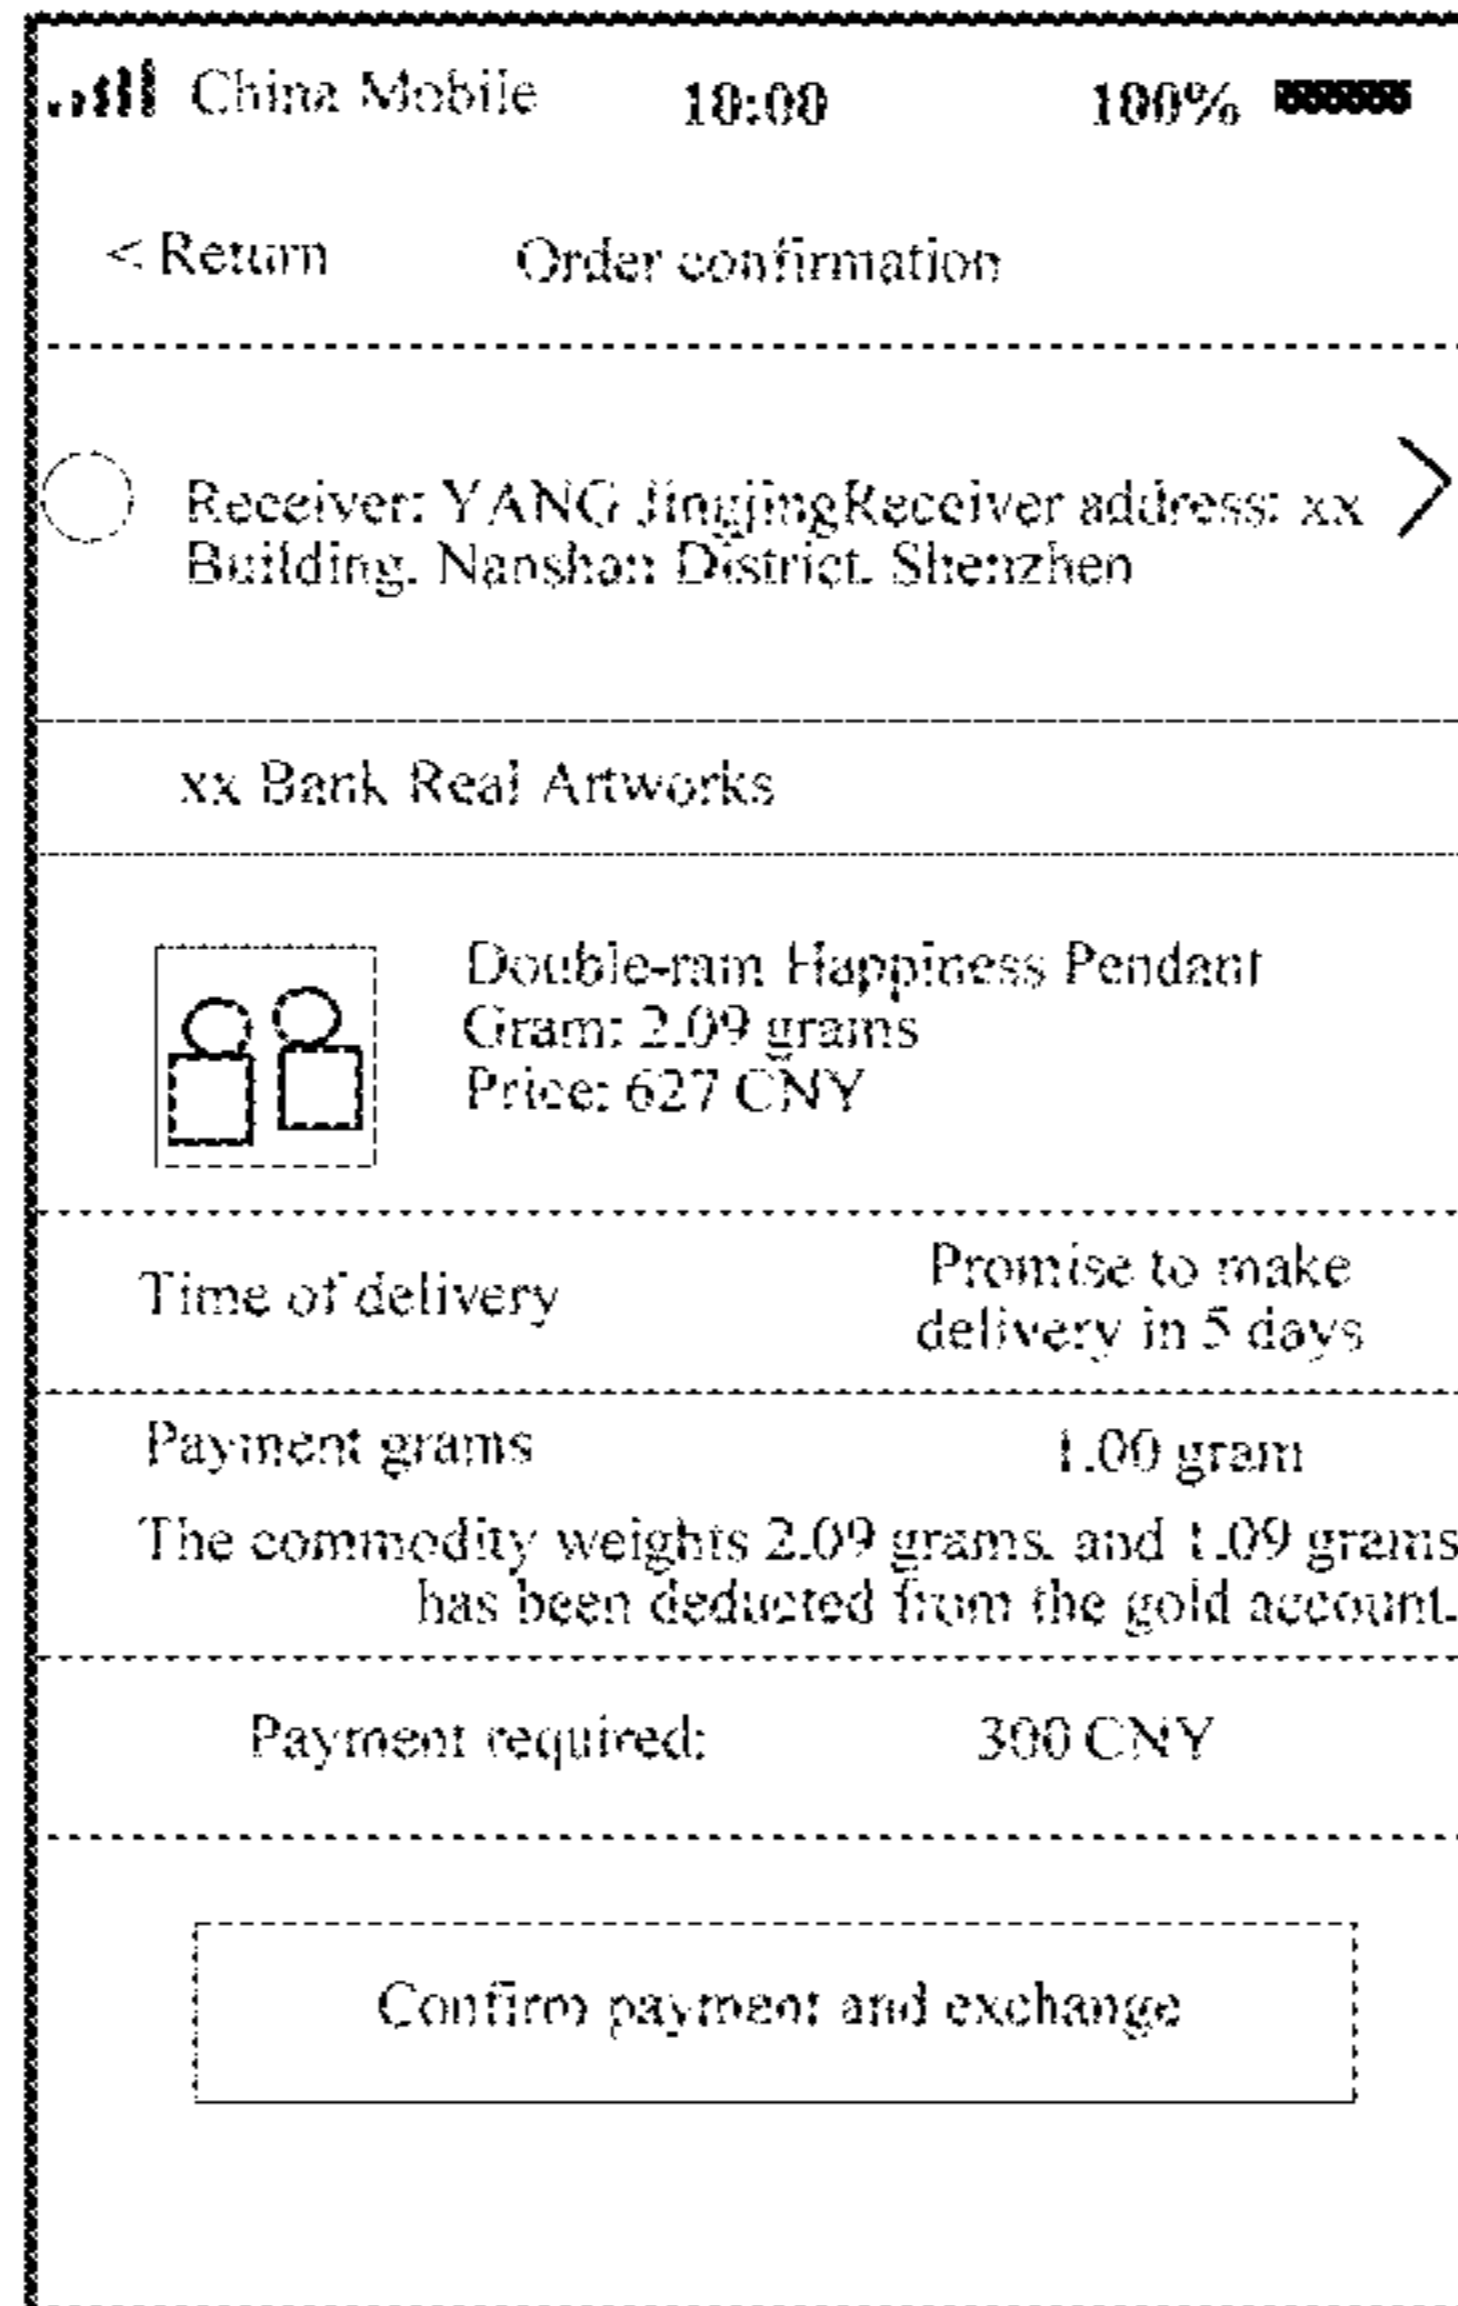 China Mobile 10:00 100%
< Return Order confirmation
Receiver: YANG JingjingReceiver address: xx
Building, Nanshan District, Shenzhen
xx Bank Real Artworks
Double-ram Happiness Pendant
Gram: 2.09 grams
Price: 627 CNY
Time of delivery
Promise to make
delivery in 5 days
Payment grams 1.00 gram
The commodity weights 2.09 grams, and 1.09 grams
has been deducted from the gold account.
Payment required: 300 CNY
Confirm payment and exchange